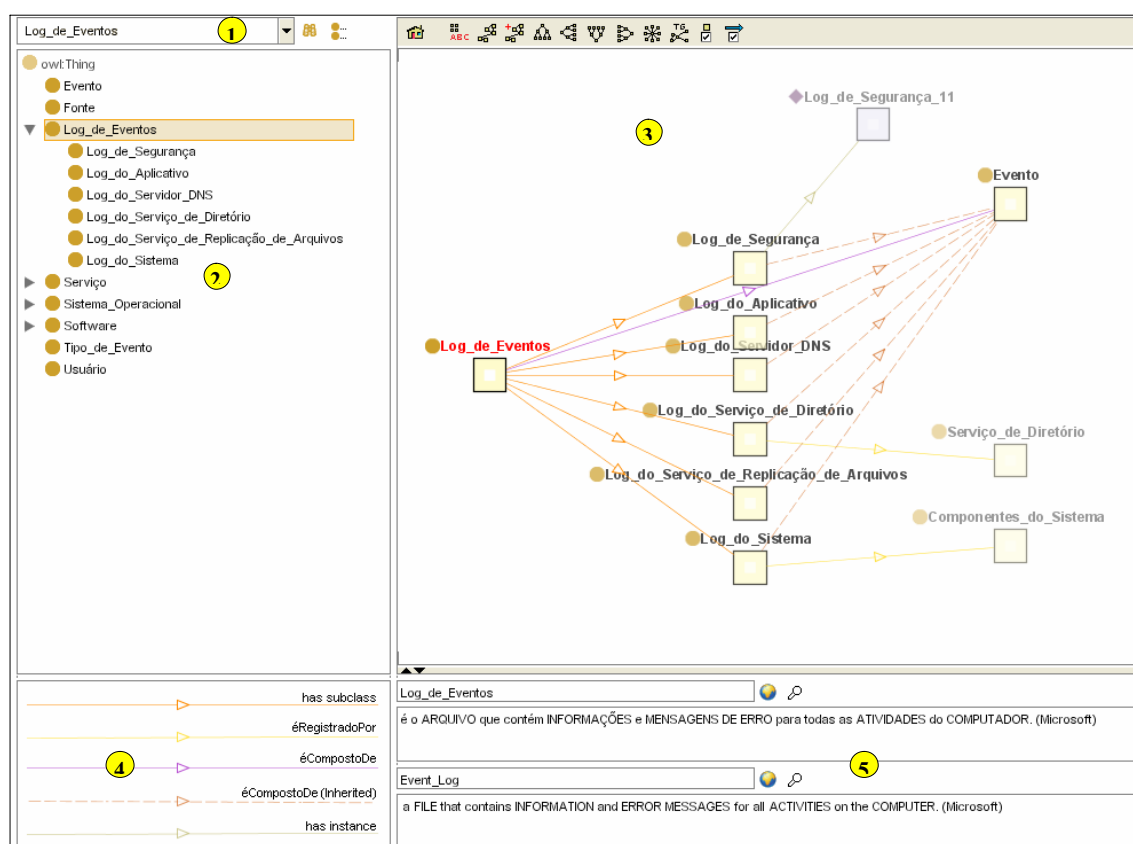 Log_de_Eventos
1
ABC
TG
owl:Thing
Evento
Fonte
Log_de_Eventos
Log_de_Segurança
Log_do_Aplicativo
Log_do_Servidor_DNS
Log_do_Serviço_de_Diretório
Log_do_Serviço_de_Replicação_de_Arquivos
Log_do_Sistema
2
Serviço
Sistema_Operacional
Software
Tipo_de_Evento
Usuário
Log_de_Segurança_11
3
Evento
Log_de_Segurança
Log_do_Aplicativo
Log_de_Eventos
Log_do_Servidor_DNS
Log_do_Serviço_de_Diretório
Serviço_de_Diretório
Log_do_Serviço_de_Replicação_de_Arquivos
Componentes_do_Sistema
Log_do_Sistema
has subclass
éRegistradoPor
éCompostoDe
4
éCompostoDe (Inherited)
has instance
Log_de_Eventos
é o ARQUIVO que contém INFORMAÇÕES e MENSAGENS DE ERRO para todas as ATIVIDADES do COMPUTADOR. (Microsoft)
5
Event_Log
a FILE that contains INFORMATION and ERROR MESSAGES for all ACTIVITIES on the COMPUTER. (Microsoft)